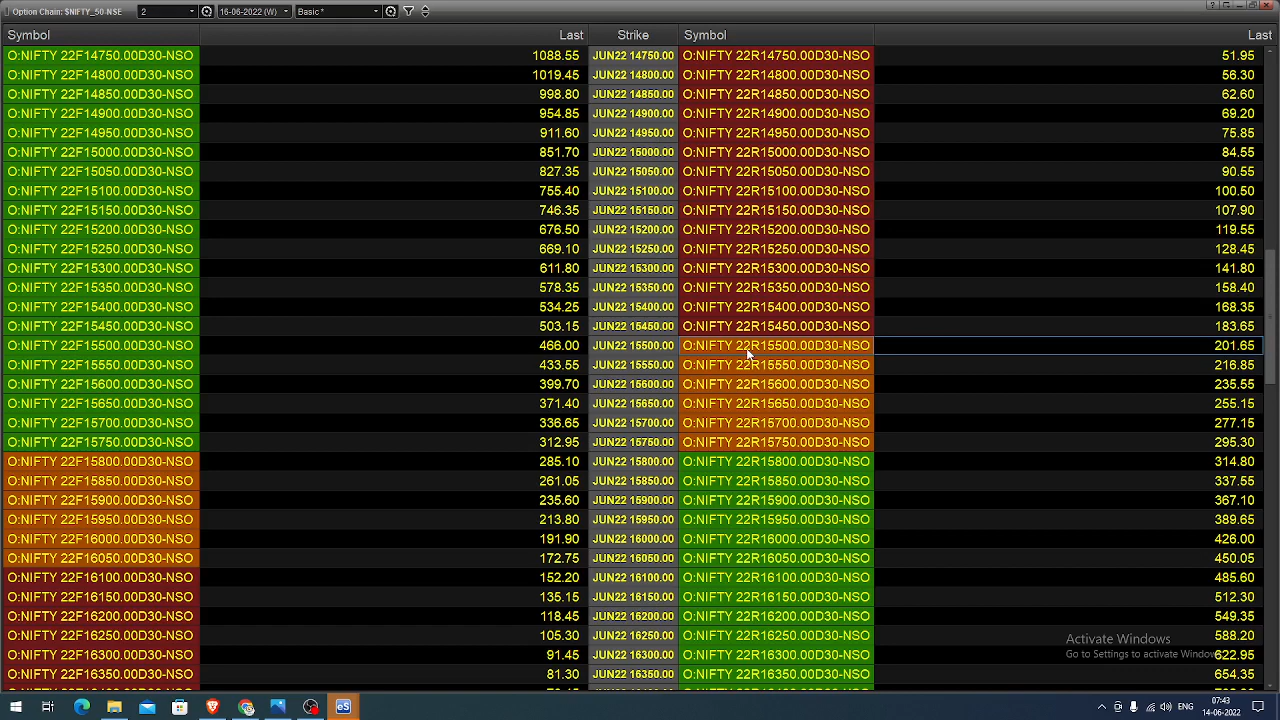 Option Chain: $NIFTY_50 NSE 2 16-06-2022 (W) Basic *
Symbol Last Strike Symbol Last
O:NIFTY 22F14750.00D30-NSO 1088.55 JUN22 14750.00 O:NIFTY 22R14750.00D30-NSO 51.95
O:NIFTY 22F14800.00D30-NSO 1019.45 JUN22 14800.00 O:NIFTY 22R14800.00D30-NSO 56.30
O:NIFTY 22F14850.00D30-NSO 998.80 JUN22 14850.00 O:NIFTY 22R14850.00D30-NSO 62.60
O:NIFTY 22F14900.00D30-NSO 954.85 JUN22 14900.00 O:NIFTY 22R14900.00D30-NSO 69.20
O:NIFTY 22F14950.00D30-NSO 911.60 JUN22 14950.00 O:NIFTY 22R14950.00D30-NSO 75.85
O:NIFTY 22F15000.00D30-NSO 851.70 JUN22 15000.00 O:NIFTY 22R15000.00D30-NSO 84.55
O:NIFTY 22F15050.00D30-NSO 827.35 JUN22 15050.00 O:NIFTY 22R15050.00D30-NSO 90.55
O:NIFTY 22F15100.00D30-NSO 755.40 JUN22 15100.00 O:NIFTY 22R15100.00D30-NSO 100.50
O:NIFTY 22F15150.00D30-NSO 746.35 JUN22 15150.00 O:NIFTY 22R15150.00D30-NSO 107.90
O:NIFTY 22F15200.00D30-NSO 676.50 JUN22 15200.00 O:NIFTY 22R15200.00D30-NSO 119.55
O:NIFTY 22F15250.00D30-NSO 669.10 JUN22 15250.00 O:NIFTY 22R15250.00D30-NSO 128.45
O:NIFTY 22F15300.00D30-NSO 611.80 JUN22 15300.00 O:NIFTY 22R15300.00D30-NSO 141.80
O:NIFTY 22F15350.00D30-NSO 578.35 JUN22 15350.00 O:NIFTY 22R15350.00D30-NSO 158.40
O:NIFTY 22F15400.00D30-NSO 534.25 JUN22 15400.00 O:NIFTY 22R15400.00D30-NSO 168.35
O:NIFTY 22F15450.00D30-NSO 503.15 JUN22 15450.00 O:NIFTY 22R15450.00D30-NSO 183.65
O:NIFTY 22F15500.00D30-NSO 466.00 JUN22 15500.00 O:NIFTY 22R15500.00D30-NSO 201.65
O:NIFTY 22F15550.00D30-NSO 433.55 JUN22 15550.00 O:NIFTY 22R15550.00D30-NSO 216.85
O:NIFTY 22F15600.00D30-NSO 399.70 JUN22 15600.00 O:NIFTY 22R15600.00D30-NSO 235.55
O:NIFTY 22F15650.00D30-NSO 371.40 JUN22 15650.00 O:NIFTY 22R15650.00D30-NSO 255.15
O:NIFTY 22F15700.00D30-NSO 336.65 JUN22 15700.00 O:NIFTY 22R15700.00D30-NSO 277.15
O:NIFTY 22F15750.00D30-NSO 312.95 JUN22 15750.00 O:NIFTY 22R15750.00D30-NSO 295.30
O:NIFTY 22F15800.00D30-NSO 285.10 JUN22 15800.00 O:NIFTY 22R15800.00D30-NSO 314.80
O:NIFTY 22F15850.00D30-NSO 261.05 JUN22 15850.00 O:NIFTY 22R15850.00D30-NSO 337.55
O:NIFTY 22F15900.00D30-NSO 235.60 JUN22 15900.00 O:NIFTY 22R15900.00D30-NSO 367.10
O:NIFTY 22F15950.00D30-NSO 213.80 JUN22 15950.00 O:NIFTY 22R15950.00D30-NSO 389.65
O:NIFTY 22F16000.00D30-NSO 191.90 JUN22 16000.00 O:NIFTY 22R16000.00D30-NSO 426.00
O:NIFTY 22F16050.00D30-NSO 172.75 JUN22 16050.00 O:NIFTY 22R16050.00D30-NSO 450.05
O:NIFTY 22F16100.00D30-NSO 152.20 JUN22 16100.00 O:NIFTY 22R16100.00D30-NSO 485.60
O:NIFTY 22F16150.00D30-NSO 135.15 JUN22 16150.00 O:NIFTY 22R16150.00D30-NSO 512.30
O:NIFTY 22F16200.00D30-NSO 118.45 JUN22 16200.00 O:NIFTY 22R16200.00D30-NSO 549.35
O:NIFTY 22F16250.00D30-NSO 105.30 JUN22 16250.00 O:NIFTY 22R16250.00D30-NSO 588.20
O:NIFTY 22F16300.00D30-NSO 91.45 JUN22 16300.00 O:NIFTY 22R16300.00D30-NSO 622.95
O:NIFTY 22F16350.00D30-NSO 81.30 JUN22 16350.00 O:NIFTY 22R16350.00D30-NSO 654.35
Activate Windows
Go to Settings to activate Windows
eS ENG 07:43
14-06-2022